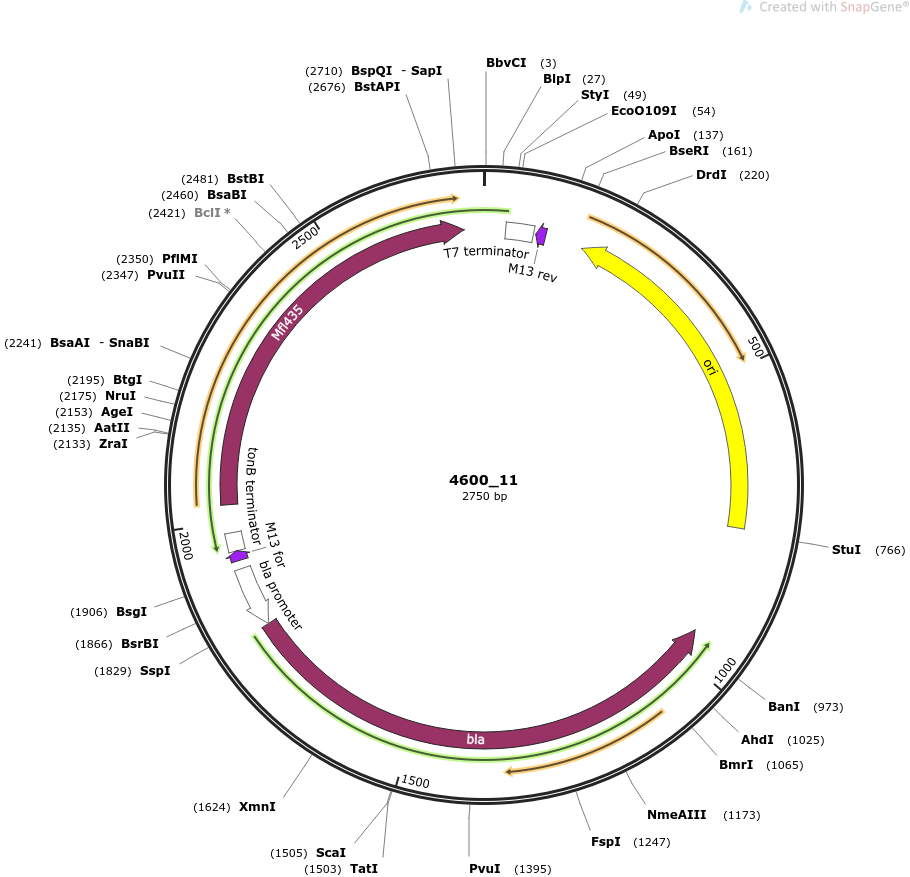 Created with SnapGene®
BbvCI (3)
BlpI (27)
StyI (49)
EcoO109I (54)
ApoI (137)
BseRI (161)
DrdI (220)
StuI (766)
BanI (973)
AhdI (1025)
BmrI (1065)
NmeAIII (1173)
FspI (1247)
PvuI (1395)
(1503) TatI
(1505) ScaI
(1624) XmnI
(1829) SspI
(1866) BsrBI
(1906) BsgI
(2133) ZraI
(2135) AatII
(2153) AgeI
(2175) NruI
(2195) BtgI
(2241) BsaAI - SnaBI
(2347) PvuII
(2350) PflMI
(2421) BclI *
(2460) BsaBI
(2481) BstBI
(2676) BstAPI
(2710) BspQI - SapI
500
1000
1500
2000
2500
T7 terminator
M13 rev
ori
bla
bla promoter
M13 for
tonB terminator
Mfl435
4600_11
2750 bp